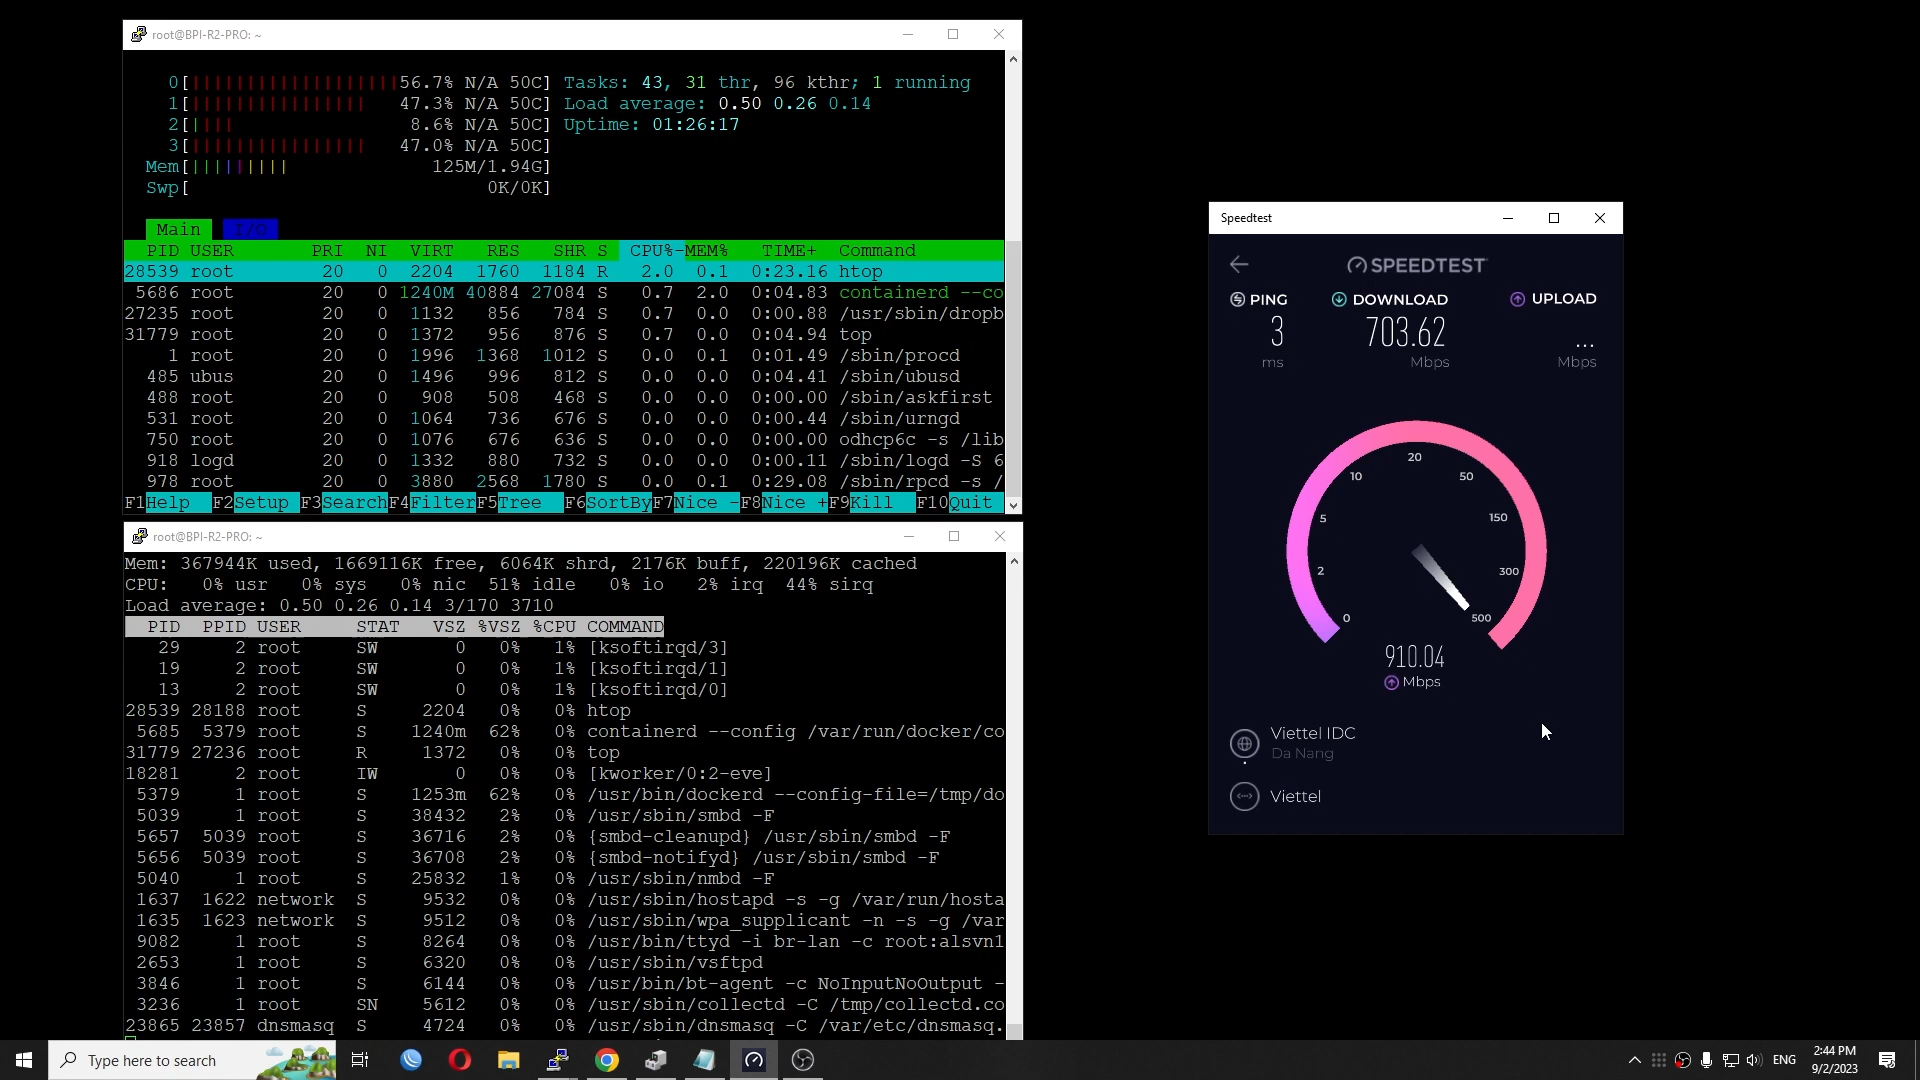 root@BPI-R2-PRO: ~
0[||||||||||||||||||| 56.7% N/A 50C] Tasks: 43, 31 thr, 96 kthr; 1 running
1[|||||||||||||||| 47.3% N/A 50C] Load average: 0.50 0.26 0.14
2[|||| 8.6% N/A 50C] Uptime: 01:26:17
3[|||||||||||||||| 47.0% N/A 50C]
Mem[||||||||| 125M/1.94G]
Swp[ 0K/0K]
Main I/O
PID USER PRI NI VIRT RES SHR S CPU%-MEM% TIME+ Command
28539 root 20 0 2204 1760 1184 R 2.0 0.1 0:23.16 htop
5686 root 20 0 1240M 40884 27084 S 0.7 2.0 0:04.83 containerd --co
27235 root 20 0 1132 856 784 S 0.7 0.0 0:00.88 /usr/sbin/dropb
31779 root 20 0 1372 956 876 S 0.7 0.0 0:04.94 top
1 root 20 0 1996 1368 1012 S 0.0 0.1 0:01.49 /sbin/procd
485 ubus 20 0 1496 996 812 S 0.0 0.0 0:04.41 /sbin/ubusd
488 root 20 0 908 508 468 S 0.0 0.0 0:00.00 /sbin/askfirst
531 root 20 0 1064 736 676 S 0.0 0.0 0:00.44 /sbin/urngd
750 root 20 0 1076 676 636 S 0.0 0.0 0:00.00 odhcp6c -s /lib
918 logd 20 0 1332 880 732 S 0.0 0.0 0:00.11 /sbin/logd -S 6
978 root 20 0 3880 2568 1780 S 0.0 0.1 0:29.08 /sbin/rpcd -s /
F1Help F2Setup F3SearchF4FilterF5Tree F6SortByF7Nice -F8Nice +F9Kill F10Quit
root@BPI-R2-PRO: ~
Mem: 367944K used, 1669116K free, 6064K shrd, 2176K buff, 220196K cached
CPU: 0% usr 0% sys 0% nic 51% idle 0% io 2% irq 44% sirq
Load average: 0.50 0.26 0.14 3/170 3710
PID PPID USER STAT VSZ %VSZ %CPU COMMAND
29 2 root SW 0 0% 1% [ksoftirqd/3]
19 2 root SW 0 0% 1% [ksoftirqd/1]
13 2 root SW 0 0% 1% [ksoftirqd/0]
28539 28188 root S 2204 0% 0% htop
5685 5379 root S 1240m 62% 0% containerd --config /var/run/docker/co
31779 27236 root R 1372 0% 0% top
18281 2 root IW 0 0% 0% [kworker/0:2-eve]
5379 1 root S 1253m 62% 0% /usr/bin/dockerd --config-file=/tmp/do
5039 1 root S 38432 2% 0% /usr/sbin/smbd -F
5657 5039 root S 36716 2% 0% {smbd-cleanupd} /usr/sbin/smbd -F
5656 5039 root S 36708 2% 0% {smbd-notifyd} /usr/sbin/smbd -F
5040 1 root S 25832 1% 0% /usr/sbin/nmbd -F
1637 1622 network S 9532 0% 0% /usr/sbin/hostapd -s -g /var/run/hosta
1635 1623 network S 9512 0% 0% /usr/sbin/wpa_supplicant -n -s -g /var
9082 1 root S 8264 0% 0% /usr/bin/ttyd -i br-lan -c root:alsvn1
2653 1 root S 6320 0% 0% /usr/sbin/vsftpd
3846 1 root S 6144 0% 0% /usr/bin/bt-agent -c NoInputNoOutput -
3236 1 root SN 5612 0% 0% /usr/sbin/collectd -C /tmp/collectd.co
23865 23857 dnsmasq S 4724 0% 0% /usr/sbin/dnsmasq -C /var/etc/dnsmasq.
Speedtest
SPEEDTEST
PING DOWNLOAD UPLOAD
3 703.62 ...
ms Mbps Mbps
20
10 50
5 150
2 300
0 500
910.04
Mbps
Viettel IDC
Da Nang
Viettel
Type here to search
ENG
2:44 PM
9/2/2023